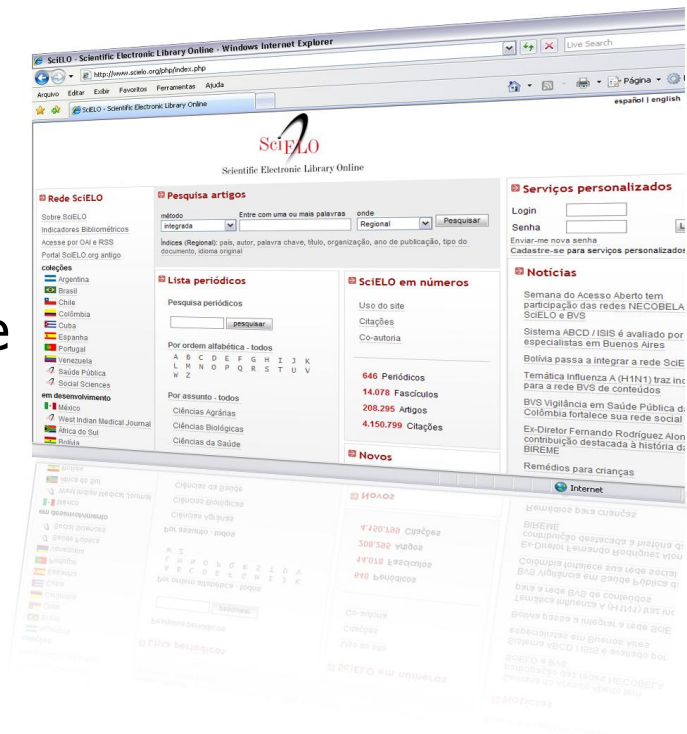 SciELO - Scientific Electronic Library Online - Windows Internet Explorer
http://www.scielo.org/php/index.php
Live Search
Arquivo Editar Exibir Favoritos Ferramentas Ajuda
SciELO - Scientific Electronic Library Online
Página
español | english
SciELO
Scientific Electronic Library Online
Rede SciELO
Sobre SciELO
Indicadores Bibliométricos
Acesse por OAI e RSS
Portal SciELO.org antigo
coleções
Argentina
Brasil
Chile
Colômbia
Cuba
Espanha
Portugal
Venezuela
Saúde Pública
Social Sciences
em desenvolvimento
México
West Indian Medical Journal
África do Sul
Bolívia
Pesquisa artigos
método Entre com uma ou mais palavras onde
integrada Regional Pesquisar
Índices (Regional): país, autor, palavra chave, título, organização, ano de publicação, tipo do
documento, idioma original
Lista periódicos
Pesquisa periódicos
pesquisar
Por ordem alfabética - todos
A B C D E F G H I J K
L M N O P Q R S T U V
W Z
Por assunto - todos
Ciências Agrárias
Ciências Biológicas
Ciências da Saúde
SciELO em números
Uso do site
Citações
Co-autoria
646 Periódicos
14.078 Fascículos
208.295 Artigos
4.150.799 Citações
Novos
Serviços personalizados
Login
Senha
Enviar-me nova senha
Cadastre-se para serviços personalizados
Notícias
Semana do Acesso Aberto tem
participação das redes NECOBELA
SciELO e BVS
Sistema ABCD / ISIS é avaliado por
especialistas em Buenos Aires
Bolívia passa a integrar a rede SciE
Temática Influenza A (H1N1) traz
para a rede BVS de conteúdos
BVS Vigilância em Saúde Pública da
Colômbia fortalece sua rede social
Ex-Diretor Fernando Rodríguez Alon
contribuição destacada à história da
BIREME
Remédios para crianças
Internet
e